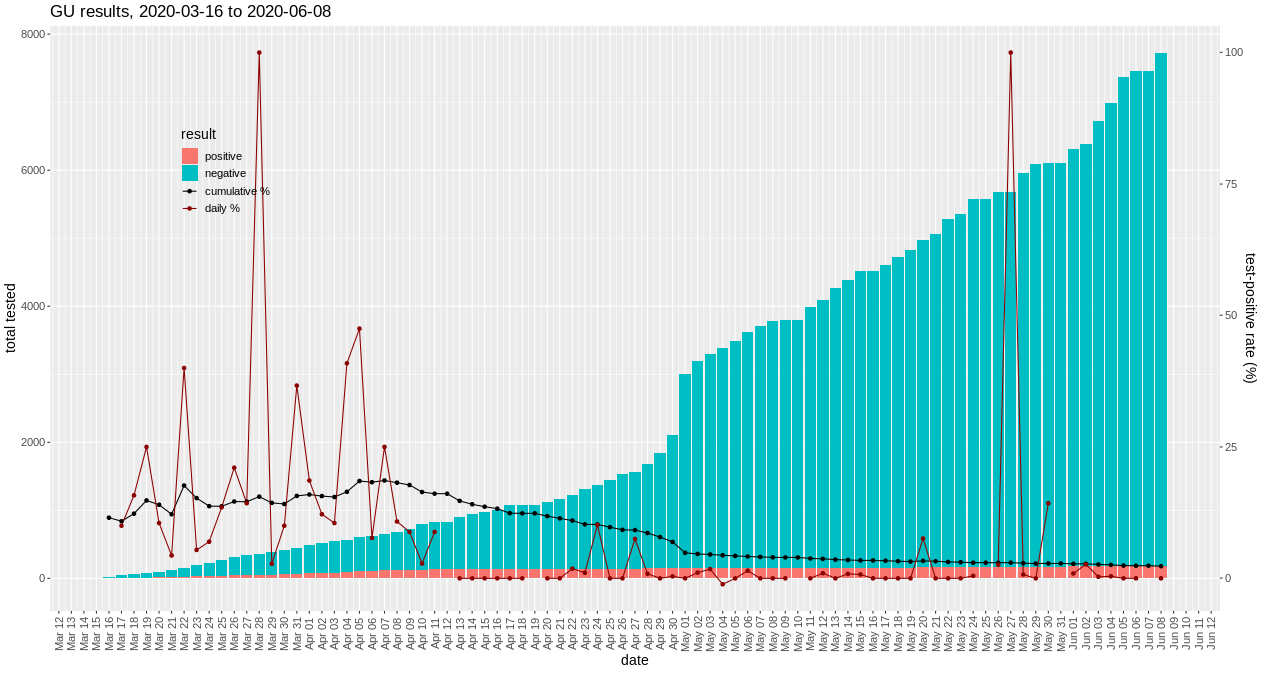 GU results, 2020-03-16 to 2020-06-08
8000
6000
4000
2000
0
total tested
result
positive
negative
cumulative %
daily %
100
75
50
25
0
test-positive rate (%)
Mar 12
Mar 13
Mar 14
Mar 15
Mar 16
Mar 17
Mar 18
Mar 19
Mar 20
Mar 21
Mar 22
Mar 23
Mar 24
Mar 25
Mar 26
Mar 27
Mar 28
Mar 29
Mar 30
Mar 31
Apr 01
Apr 02
Apr 03
Apr 04
Apr 05
Apr 06
Apr 07
Apr 08
Apr 09
Apr 10
Apr 11
Apr 12
Apr 13
Apr 14
Apr 15
Apr 16
Apr 17
Apr 18
Apr 19
Apr 20
Apr 21
Apr 22
Apr 23
Apr 24
Apr 25
Apr 26
Apr 27
Apr 28
Apr 29
Apr 30
May 01
May 02
May 03
May 04
May 05
May 06
May 07
May 08
May 09
May 10
May 11
May 12
May 13
May 14
May 15
May 16
May 17
May 18
May 19
May 20
May 21
May 22
May 23
May 24
May 25
May 26
May 27
May 28
May 29
May 30
May 31
Jun 01
Jun 02
Jun 03
Jun 04
Jun 05
Jun 06
Jun 07
Jun 08
Jun 09
Jun 10
Jun 11
Jun 12
date